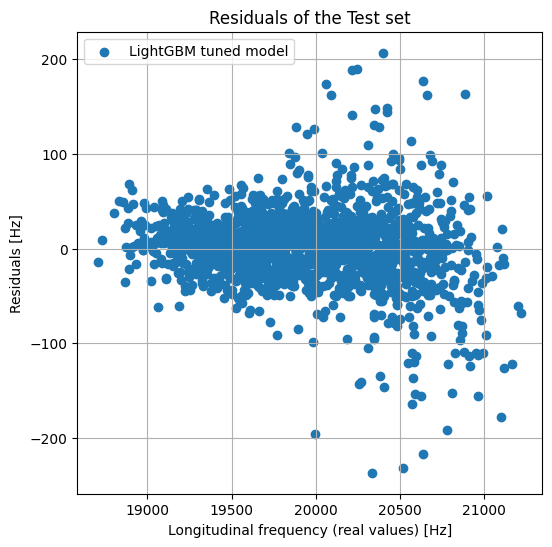 Residuals of the Test set
LightGBM tuned model
200
100
0
−100
−200
Residuals [Hz]
19000
19500
20000
20500
21000
Longitudinal frequency (real values) [Hz]